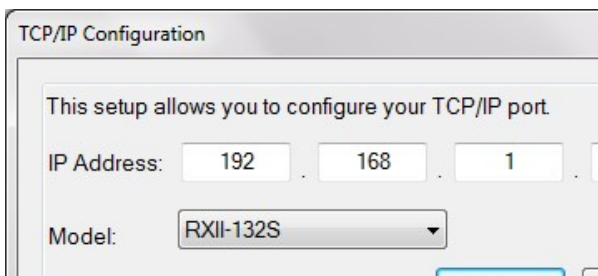 TCP/IP Configuration
This setup allows you to configure your TCP/IP port.
IP Address: 192 . 168 . 1 .
Model: RXII-132S